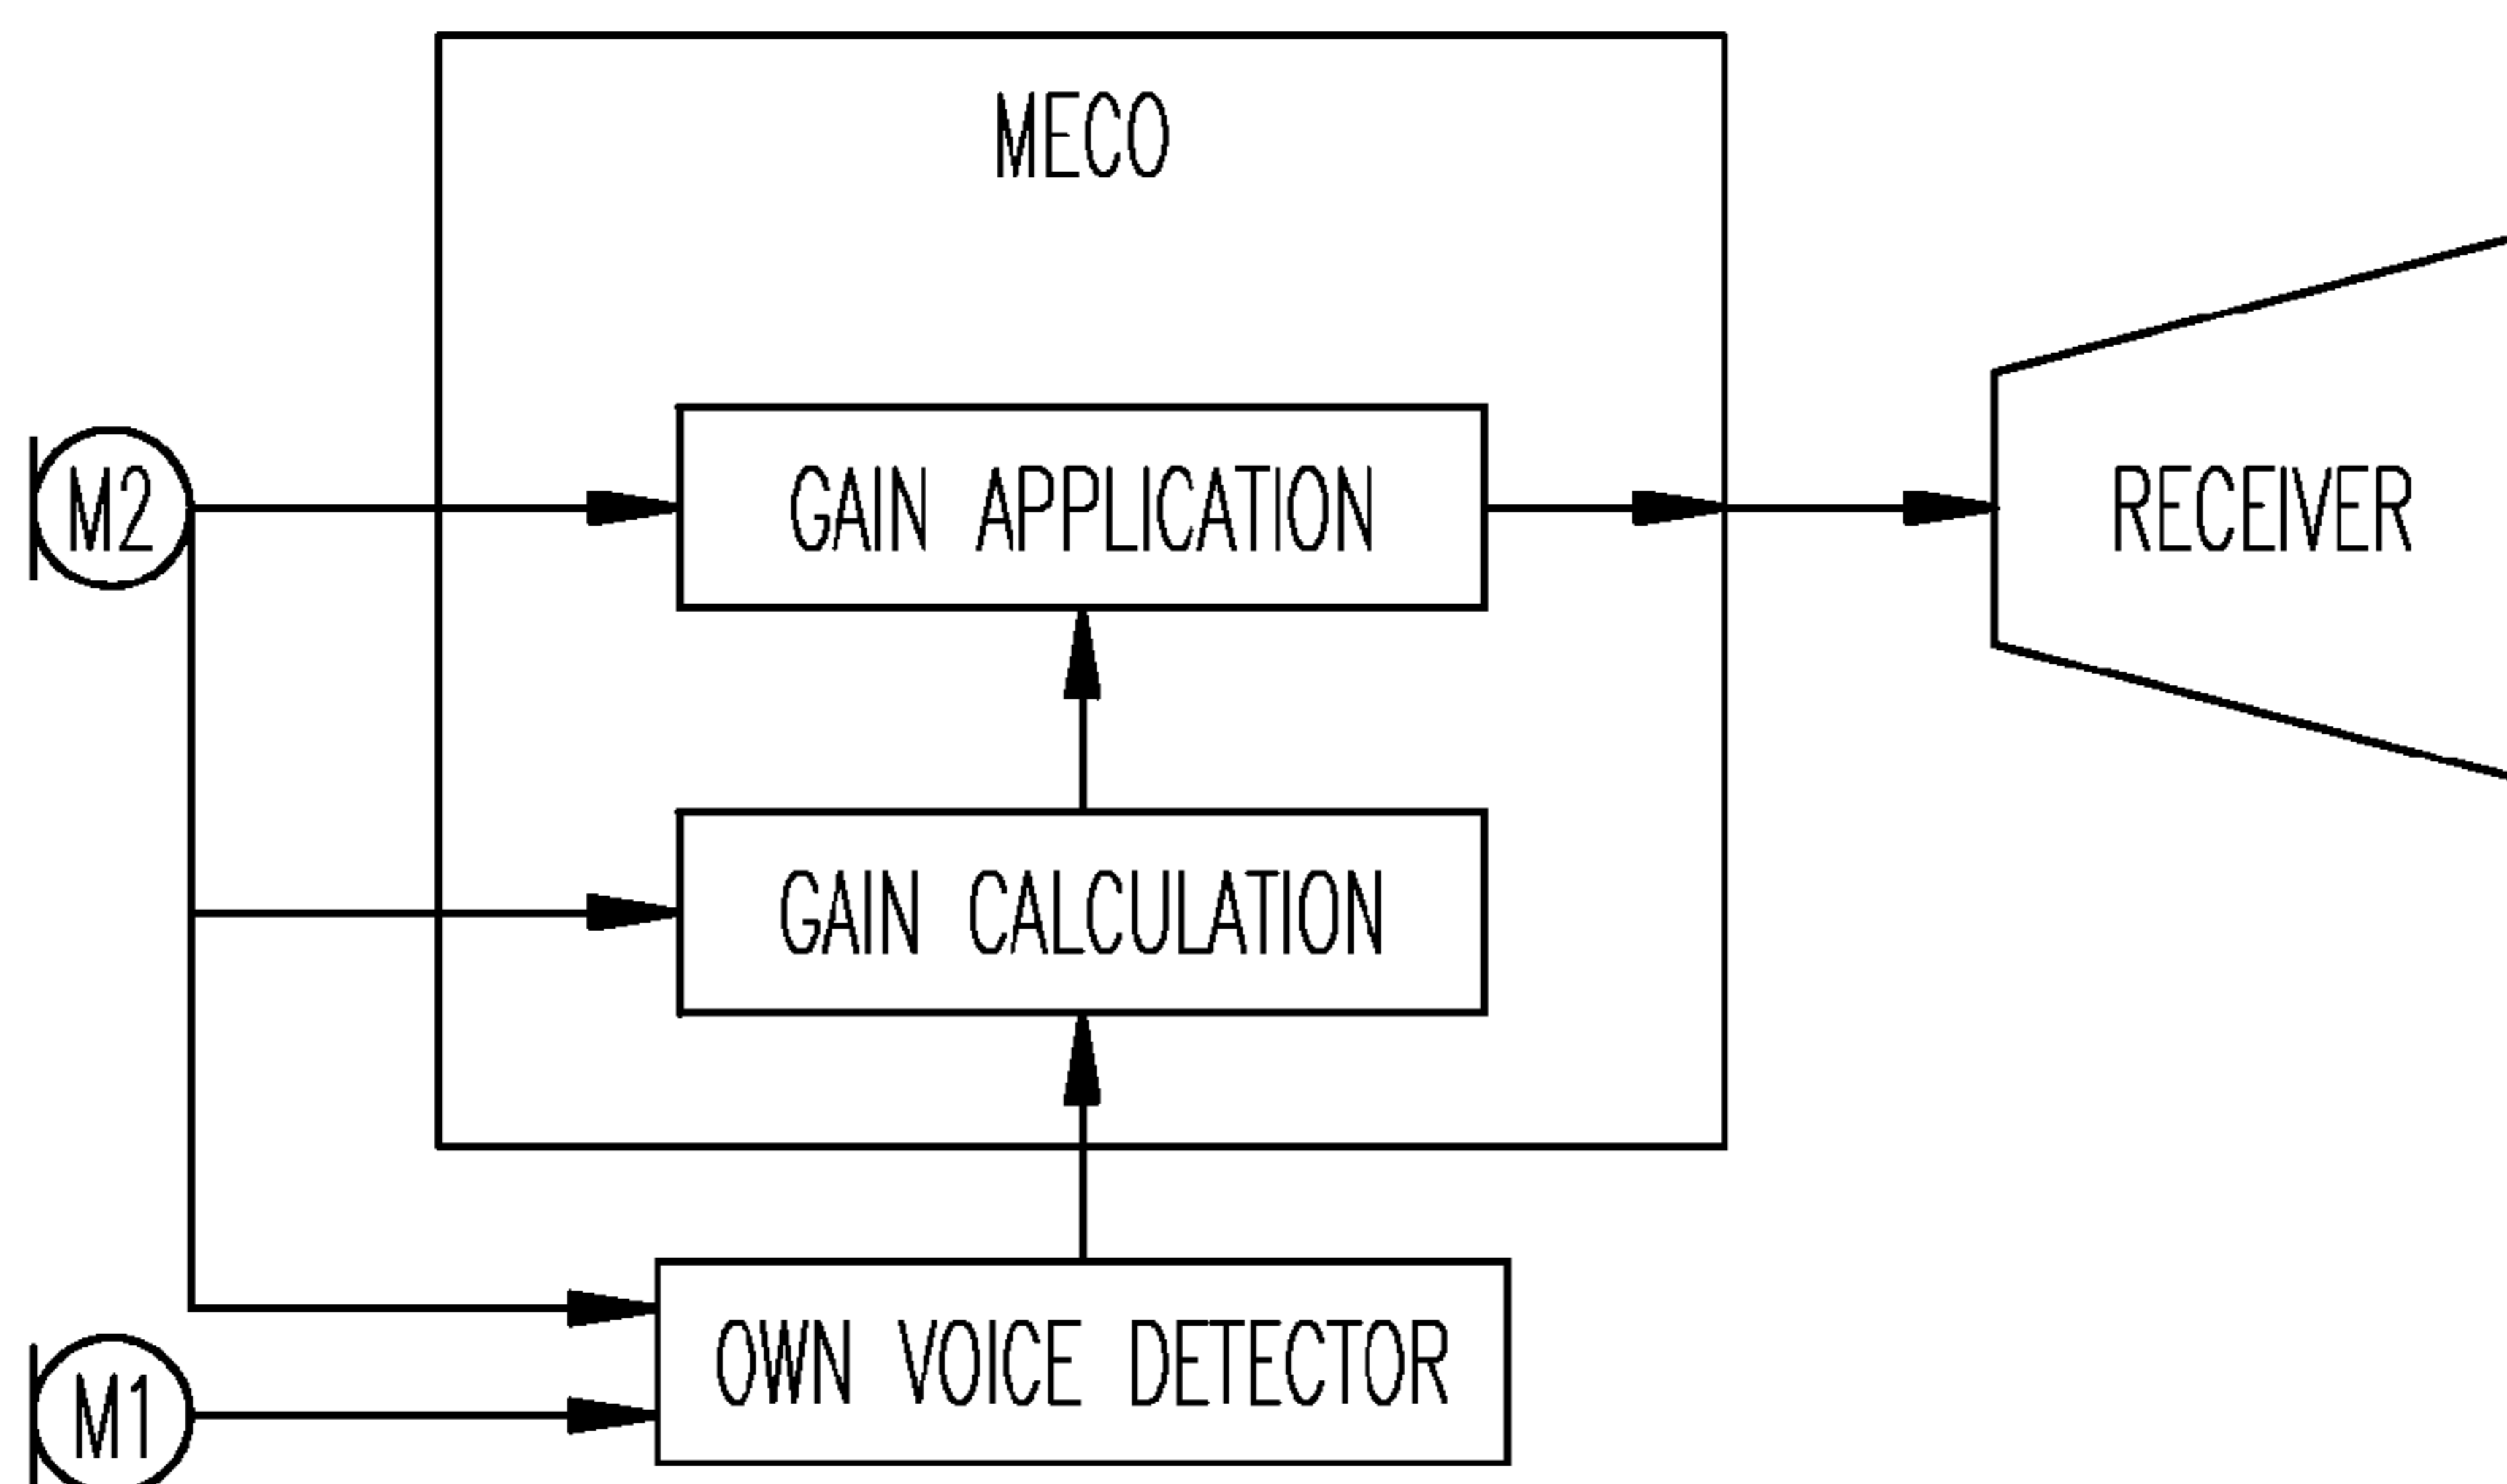 MECO
M2
GAIN APPLICATION
RECEIVER
GAIN CALCULATION
OWN VOICE DETECTOR
M1